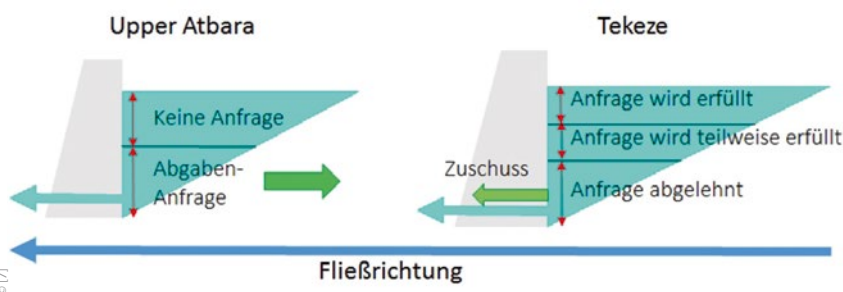 Upper Atbara
Tekeze
Keine Anfrage
Abgaben-
Anfrage
Anfrage wird erfüllt
Anfrage wird teilweise erfüllt
Zuschuss
Anfrage abgelehnt
Fließrichtung